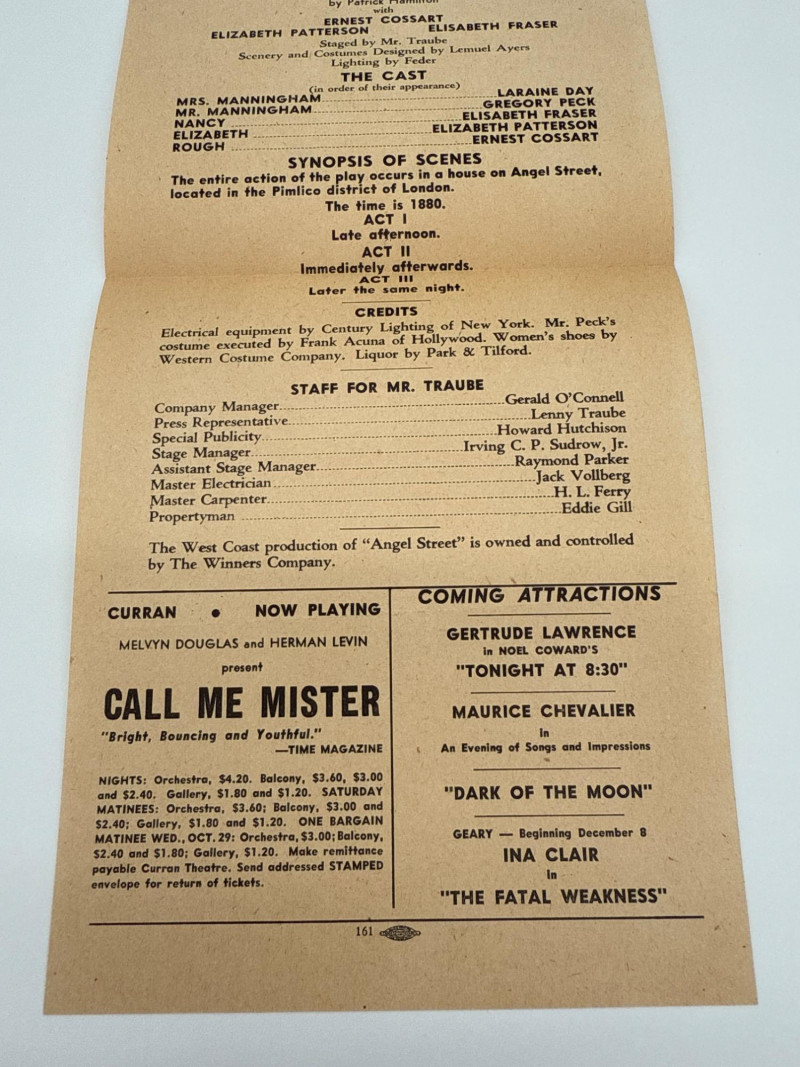 by Patrick Hamilton
with
ERNEST COSSART
ELIZABETH PATTERSON ELISABETH FRASER
Staged by Mr. Traube
Scenery and Costumes Designed by Lemuel Ayers
Lighting by Feder
THE CAST
(in order of their appearance)
MRS. MANNINGHAM LARAINE DAY
MR. MANNINGHAM GREGORY PECK
NANCY ELISABETH FRASER
ELIZABETH ELIZABETH PATTERSON
ROUGH ERNEST COSSART
SYNOPSIS OF SCENES
The entire action of the play occurs in a house on Angel Street,
located in the Pimlico district of London.
The time is 1880.
ACT I
Late afternoon.
ACT II
Immediately afterwards.
ACT III
Later the same night.
CREDITS
Electrical equipment by Century Lighting of New York. Mr. Peck's
costume executed by Frank Acuna of Hollywood. Women's shoes by
Western Costume Company. Liquor by Park & Tilford.
STAFF FOR MR. TRAUBE
Company Manager Gerald O'Connell
Press Representative Lenny Traube
Special Publicity Howard Hutchison
Stage Manager Irving C. P. Sudrow, Jr.
Assistant Stage Manager Raymond Parker
Master Electrician Jack Vollberg
Master Carpenter H. L. Ferry
Propertyman Eddie Gill
The West Coast production of "Angel Street" is owned and controlled
by The Winners Company.
CURRAN • NOW PLAYING
MELVYN DOUGLAS and HERMAN LEVIN
present
CALL ME MISTER
"Bright, Bouncing and Youthful."
—TIME MAGAZINE
NIGHTS: Orchestra, $4.20. Balcony, $3.60, $3.00
and $2.40. Gallery, $1.80 and $1.20. SATURDAY
MATINEES: Orchestra, $3.60; Balcony, $3.00 and
$2.40; Gallery, $1.80 and $1.20. ONE BARGAIN
MATINEE WED., OCT. 29: Orchestra, $3.00; Balcony,
$2.40 and $1.80; Gallery, $1.20. Make remittance
payable Curran Theatre. Send addressed STAMPED
envelope for return of tickets.
COMING ATTRACTIONS
GERTRUDE LAWRENCE
in NOEL COWARD'S
"TONIGHT AT 8:30"
MAURICE CHEVALIER
in
An Evening of Songs and Impressions
"DARK OF THE MOON"
GEARY — Beginning December 8
INA CLAIR
in
"THE FATAL WEAKNESS"
161